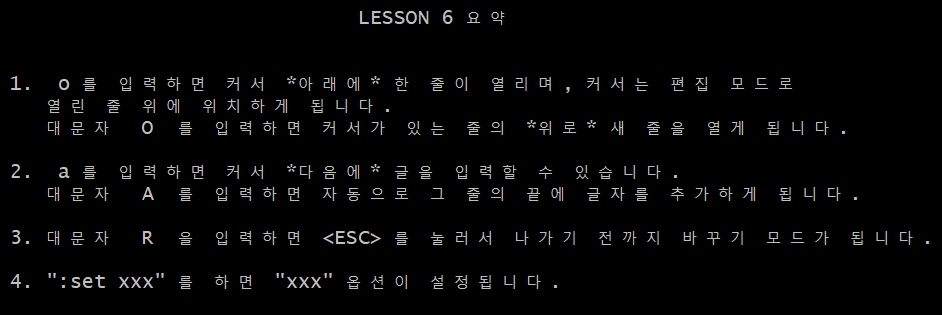 LESSON 6 요약
1. o를 입력하면 커서 *아래에* 한 줄이 열리며, 커서는 편집 모드로
열린 줄 위에 위치하게 됩니다.
대문자 O 를 입력하면 커서가 있는 줄의 *위로* 새 줄을 열게 됩니다.
2. a를 입력하면 커서 *다음에* 글을 입력할 수 있습니다.
대문자 A 를 입력하면 자동으로 그 줄의 끝에 글자를 추가하게 됩니다.
3. 대문자 R 을 입력하면 <ESC> 를 눌러서 나가기 전까지 바꾸기 모드가 됩니다.
4. ":set xxx" 를 하면 "xxx" 옵션이 설정됩니다.